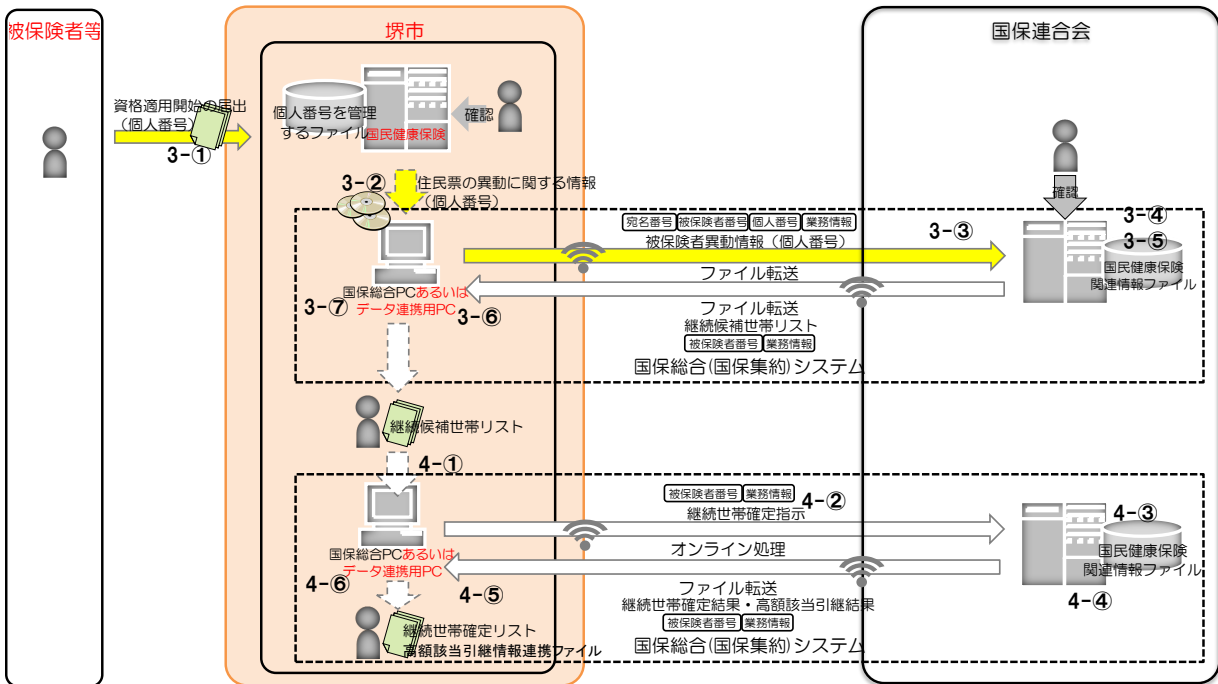 被保険者等
堺市
国保連合会
資格適用開始の届出
（個人番号）
3-①
個人番号を管理
するファイル
国民健康保険
確認
確認
3-②
住民票の異動に関する情報
（個人番号）
宛名番号 被保険者番号 個人番号 業務情報
被保険者異動情報（個人番号）
3-③
ファイル転送
3-④
3-⑤
国民健康保険
関連情報ファイル
国保総合PCあるいは
データ連携用PC
3-⑦
3-⑥
ファイル転送
継続候補世帯リスト
被保険者番号 業務情報
国保総合(国保集約)システム
継続候補世帯リスト
4-①
被保険者番号 業務情報
4-②
継続世帯確定指示
オンライン処理
4-③
国民健康保険
関連情報ファイル
4-④
国保総合PCあるいは
データ連携用PC
4-⑥
4-⑤
ファイル転送
継続世帯確定結果・高額該当引継結果
被保険者番号 業務情報
国保総合(国保集約)システム
継続世帯確定リスト
高額該当引継情報連携ファイル